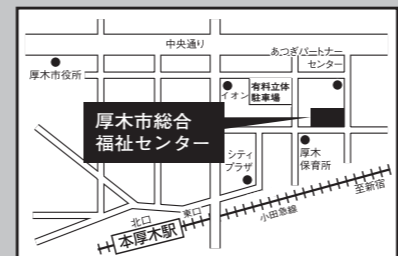 中央通り
あつぎパートナー
センター
厚木市役所
イオン
有料立体
駐車場
厚木市総合
福祉センター
シティ
プラザ
厚木
保育所
至新宿
小田急線
北口
東口
本厚木駅